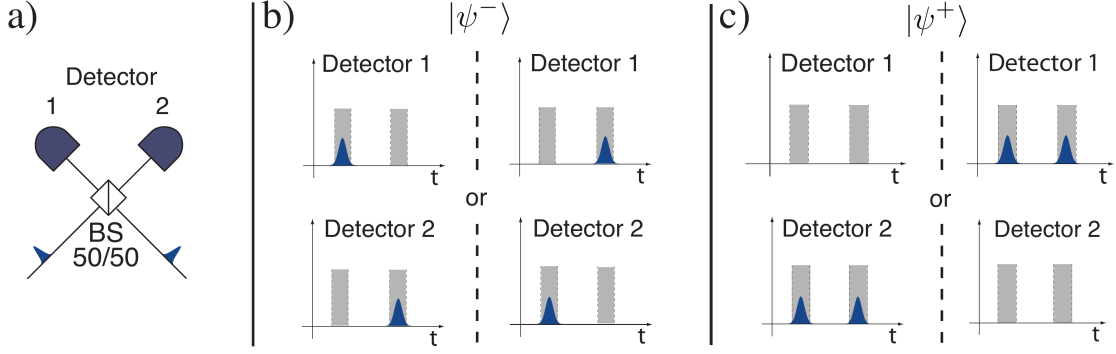 a)
Detector
1 2
BS
50/50
b)
|ψ⁻⟩
Detector 1
t
Detector 1
t
or
Detector 2
t
Detector 2
t
c)
|ψ⁺⟩
Detector 1
t
Detector 1
t
or
Detector 2
t
Detector 2
t